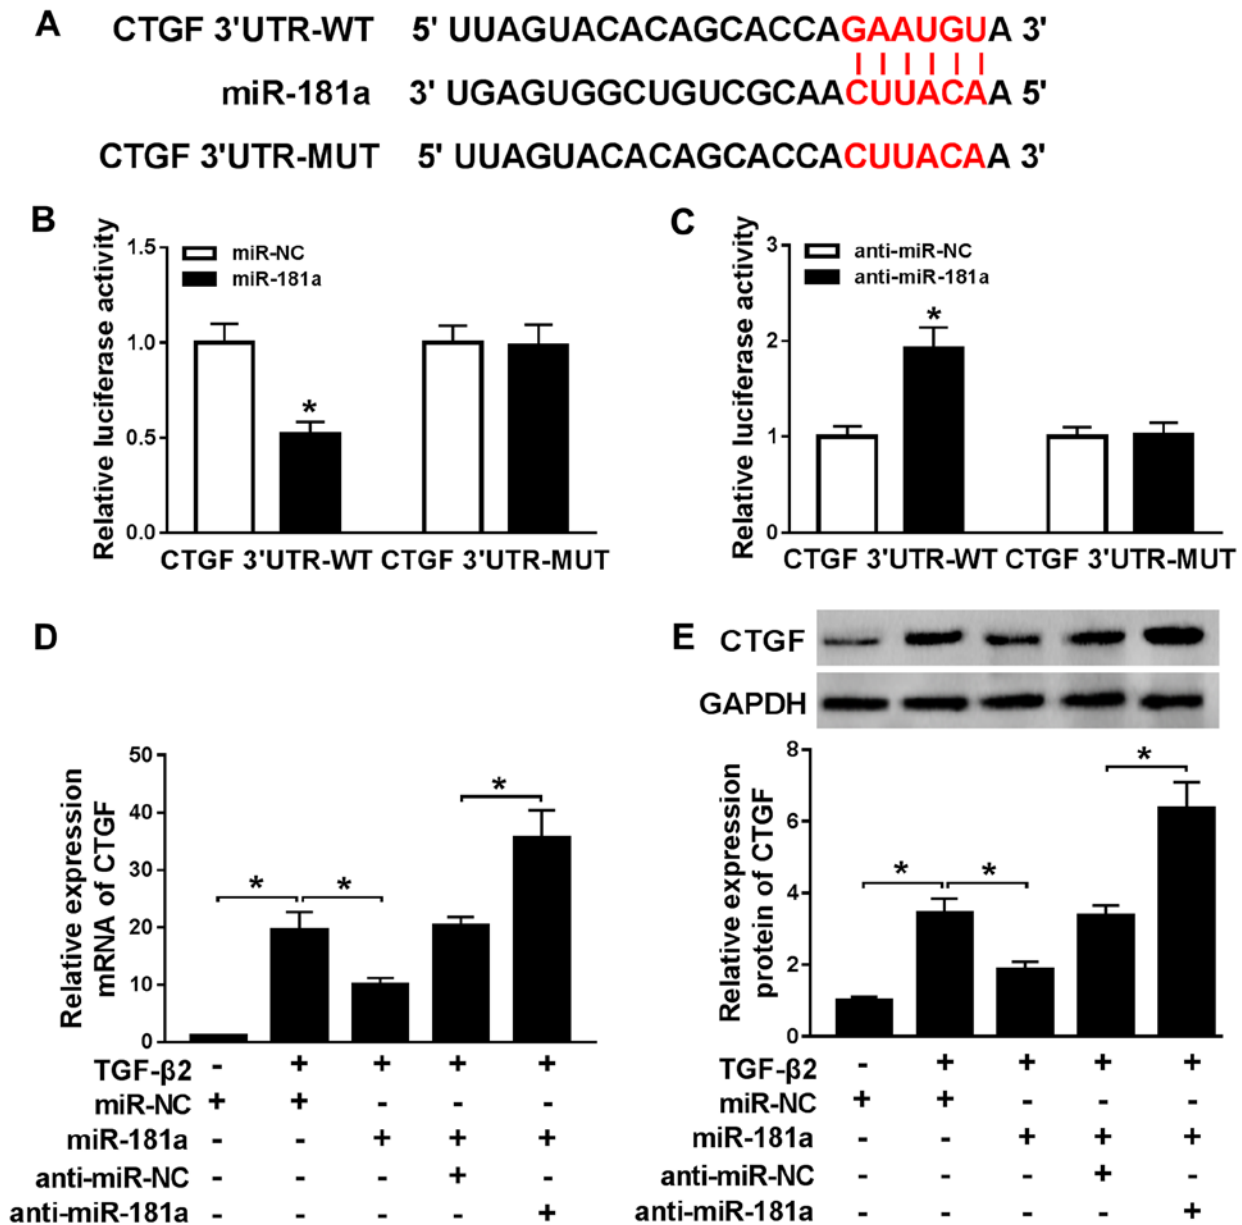 A
CTGF 3'UTR-WT 5' UUAGUACACAGCACCAGAAUGUA 3'
miR-181a 3' UGAGUGGCUGUCGCAACUUACAA 5'
CTGF 3'UTR-MUT 5' UUAGUACACAGCACCACUUACAA 3'
B
Relative luciferase activity
1.5
1.0
0.5
0.0
miR-NC
miR-181a
*
CTGF 3'UTR-WT CTGF 3'UTR-MUT
C
Relative luciferase activity
3
2
1
0
anti-miR-NC
anti-miR-181a
*
CTGF 3'UTR-WT CTGF 3'UTR-MUT
D
Relative expression
mRNA of CTGF
50
40
30
20
10
0
* * *
TGF-β2 - + + + +
miR-NC + + - - -
miR-181a - - + + +
anti-miR-NC - - - + -
anti-miR-181a - - - - +
E
CTGF
GAPDH
Relative expression
protein of CTGF
8
6
4
2
0
* * *
TGF-β2 - + + + +
miR-NC + + - - -
miR-181a - - + + +
anti-miR-NC - - - + -
anti-miR-181a - - - - +